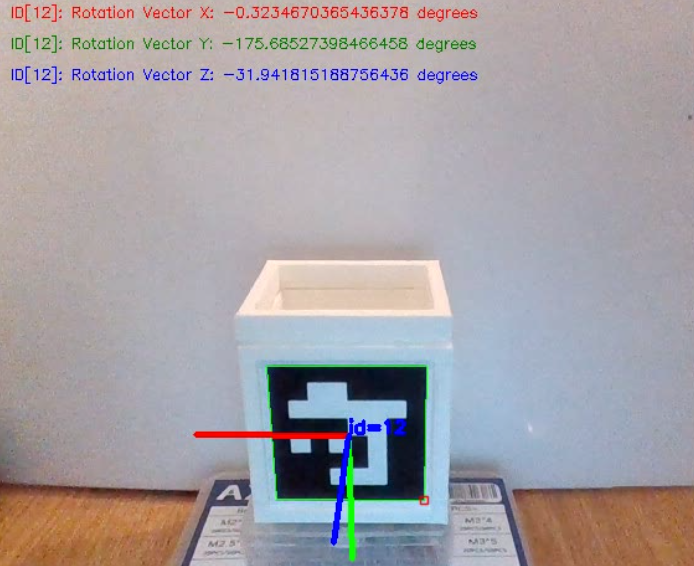 ID[12]: Rotation Vector X: -0.3234670365436378 degrees
ID[12]: Rotation Vector Y: -175.68527398466458 degrees
ID[12]: Rotation Vector Z: -31.941815188756436 degrees
id=12